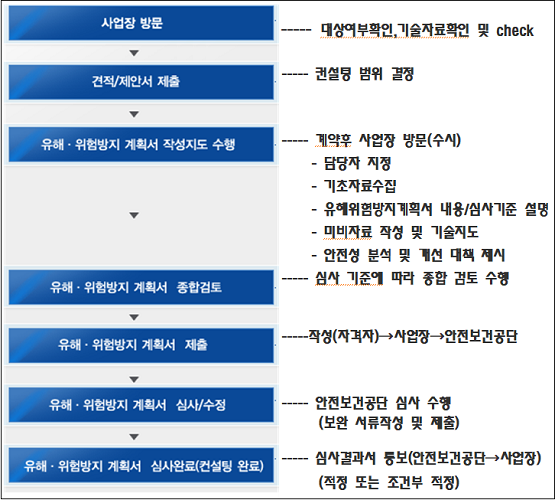 사업장 방문 ----- 대상여부확인,기술자료확인 및 check
견적/제안서 제출 ----- 컨설팅 범위 결정
유해 · 위험방지 계획서 작성지도 수행 ----- 계약후 사업장 방문(수시)
- 담당자 지정
- 기초자료수집
- 유해위험방지계획서 내용/심사기준 설명
- 미비자료 작성 및 기술지도
- 안전성 분석 및 개선 대책 제시
유해 · 위험방지 계획서 종합검토 ----- 심사 기준에 따라 종합 검토 수행
유해 · 위험방지 계획서 제출 -----작성(자격자)→사업장→안전보건공단
유해 · 위험방지 계획서 심사/수정 ----- 안전보건공단 심사 수행
(보완 서류작성 및 제출)
유해 · 위험방지 계획서 심사완료(컨설팅 완료) ----- 심사결과서 통보(안전보건공단→사업장)
(적정 또는 조건부 적정)